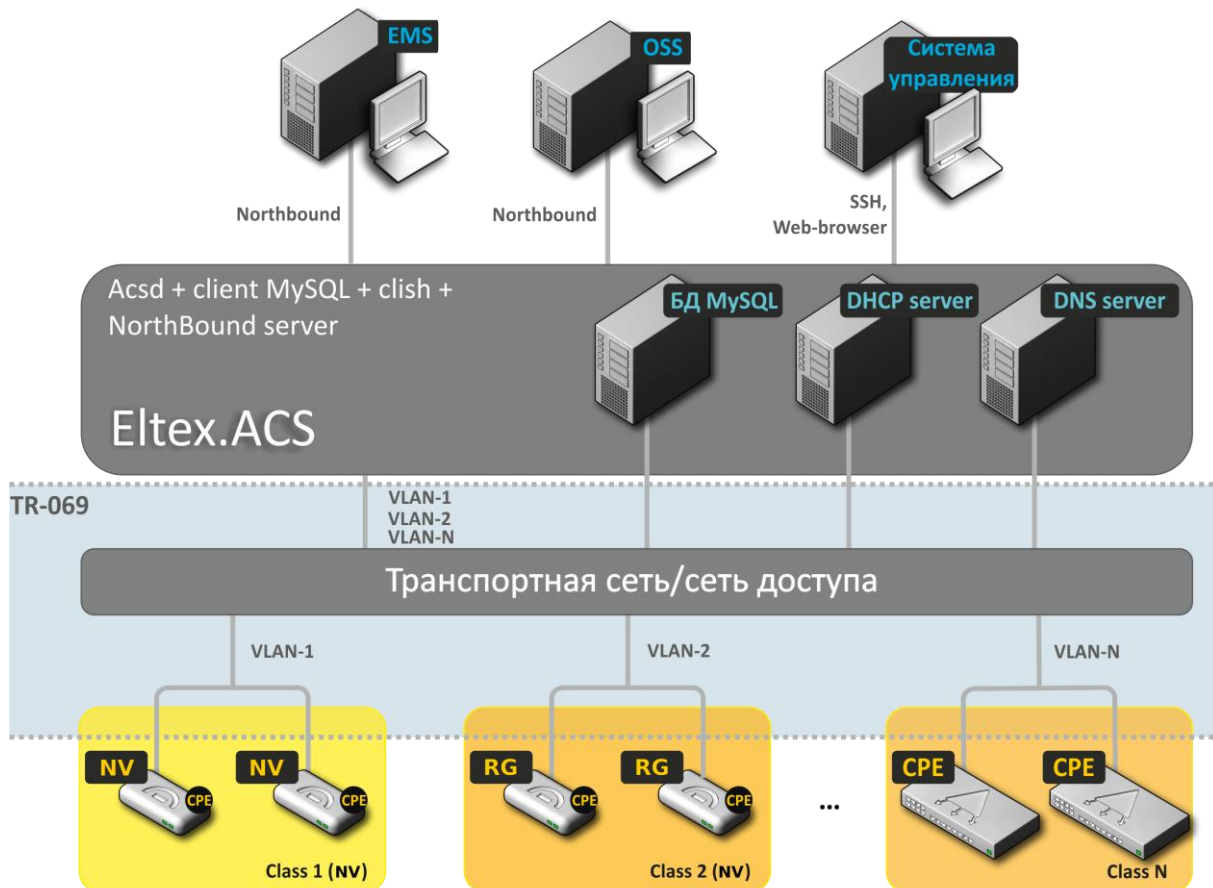 EMS
OSS
Система
управления
Northbound
Northbound
SSH,
Web-browser
Acsd + client MySQL + clish +
NorthBound server
БД MySQL
DHCP server
DNS server
Eltex.ACS
TR-069
VLAN-1
VLAN-2
VLAN-N
Транспортная сеть/сеть доступа
VLAN-1
VLAN-2
VLAN-N
NV
NV
RG
RG
CPE
CPE
CPE
CPE
CPE
CPE
...
Class 1 (NV)
Class 2 (NV)
Class N